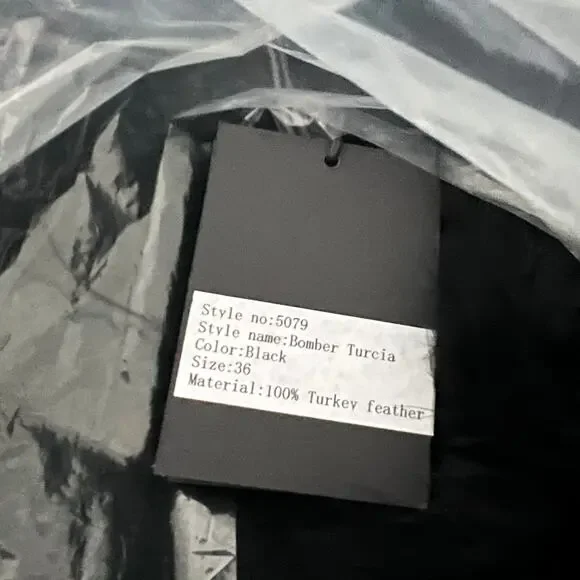 Style no:5079
Style name:Bomber Turcia
Color:Black
Size:36
Material:100% Turkey feather